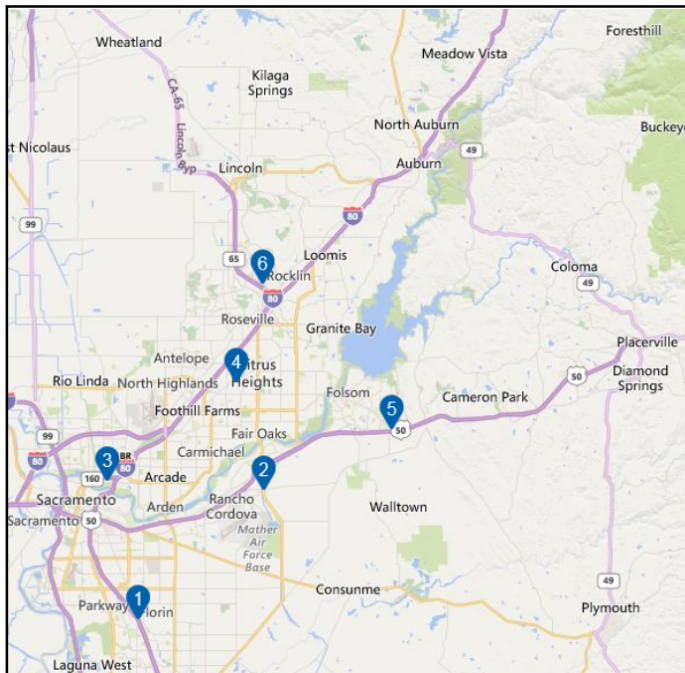 Foresthill
Wheatland
Meadow Vista
Kilaga
Springs
CA-65
Lincoln Byp
North Auburn
Buckeye
st Nicolaus
Auburn
49
Lincoln
80
99
65
Loomis
6
Rocklin
Coloma
49
80
Roseville
Granite Bay
Placerville
Antelope
4
Citrus
Heights
50
Diamond
Springs
Rio Linda
North Highlands
Folsom
Cameron Park
Foothill Farms
5
50
99
Fair Oaks
80
Carmichael
3
BR
80
160
Arcade
2
Sacramento
Rancho
Cordova
Walltown
Sacramento
50
Arden
Mather
Air
Force
Base
Consumne
49
1
Parkway
Florin
Plymouth
Laguna West